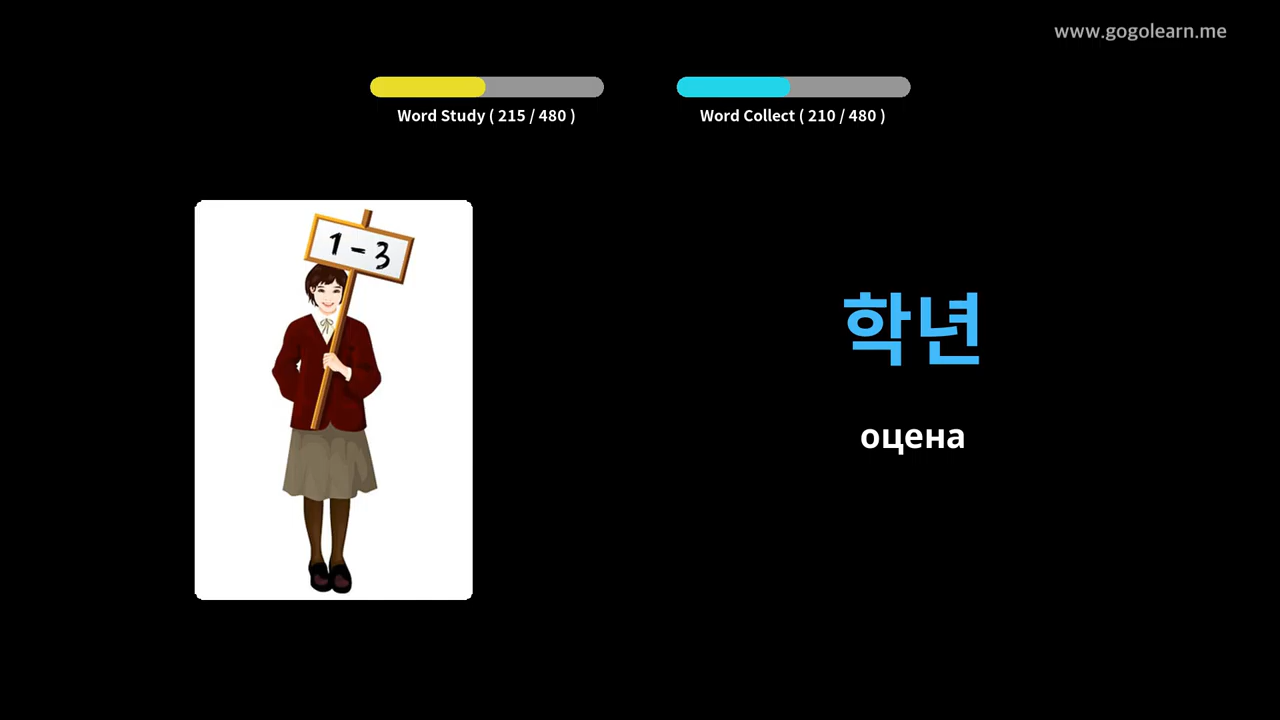 www.gogolearn.me
Word Study ( 215 / 480 )
Word Collect ( 210 / 480 )
1 - 3
학년
оцена